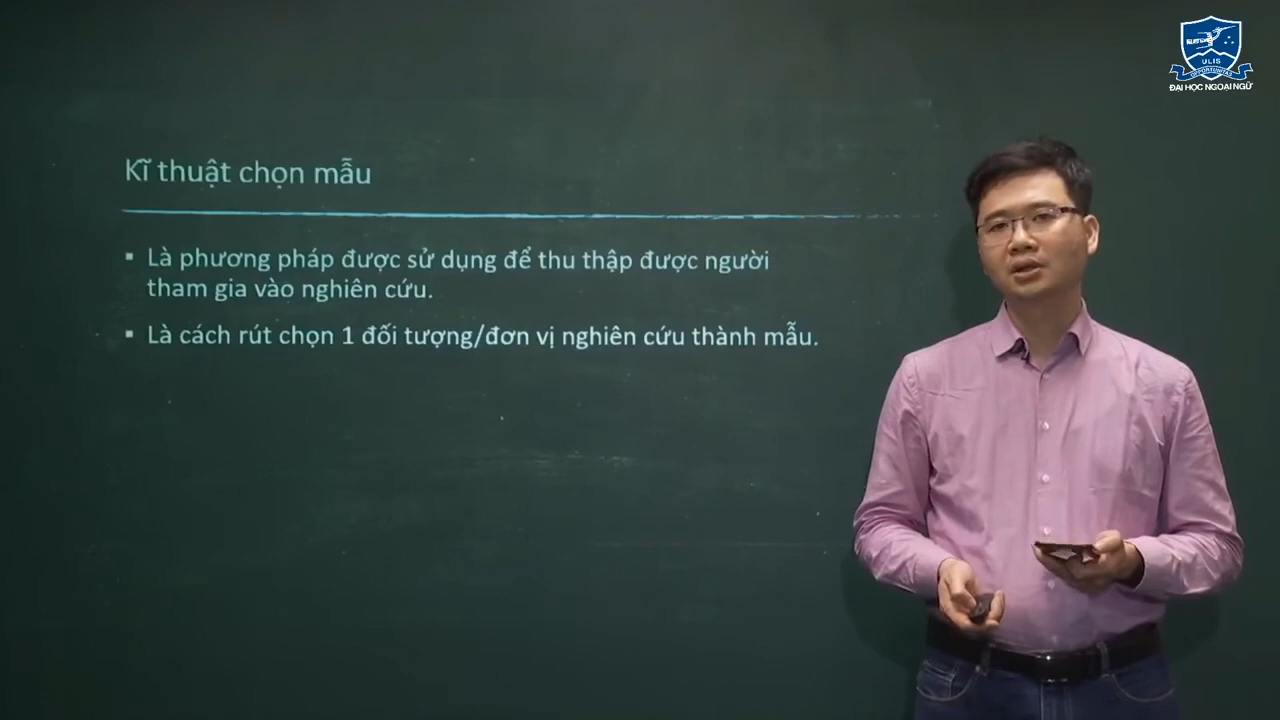 ULIS
ĐẠI HỌC NGOẠI NGỮ
Kĩ thuật chọn mẫu
▪ Là phương pháp được sử dụng để thu thập được người
tham gia vào nghiên cứu.
▪ Là cách rút chọn 1 đối tượng/đơn vị nghiên cứu thành mẫu.